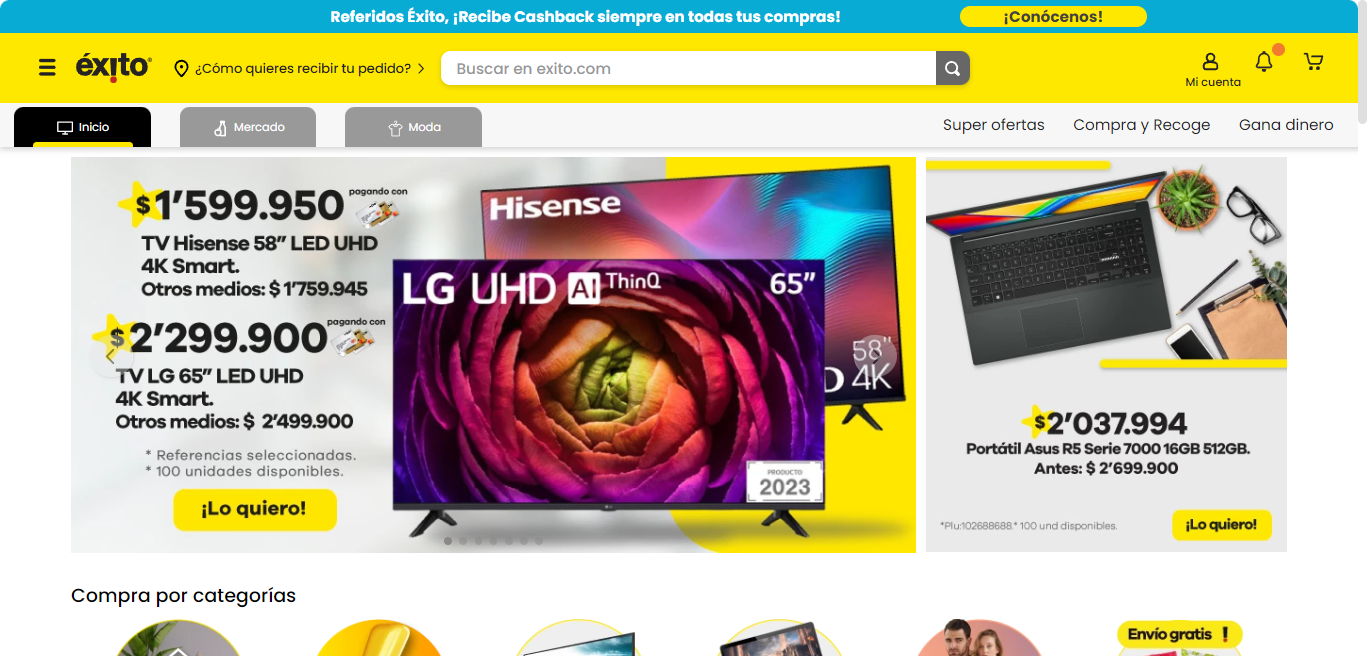 Referidos Éxito, ¡Recibe Cashback siempre en todas tus compras!
¡Conócenos!
éxito
¿Cómo quieres recibir tu pedido?
Buscar en exito.com
Mi cuenta
Inicio
Mercado
Moda
Super ofertas
Compra y Recoge
Gana dinero
$1'599.950
pagando con
TV Hisense 58" LED UHD
4K Smart.
Otros medios: $ 1'759.945
$2'299.900
pagando con
TV LG 65" LED UHD
4K Smart.
Otros medios: $ 2'499.900
* Referencias seleccionadas.
* 100 unidades disponibles.
¡Lo quiero!
Hisense
LG UHD AI ThinQ
65"
58"
4K
PRODUCTO
2023
$2'037.994
Portátil Asus R5 Serie 7000 16GB 512GB.
Antes: $ 2'699.900
*Plu:102688688.* 100 und disponibles.
¡Lo quiero!
Compra por categorías
Envío gratis !